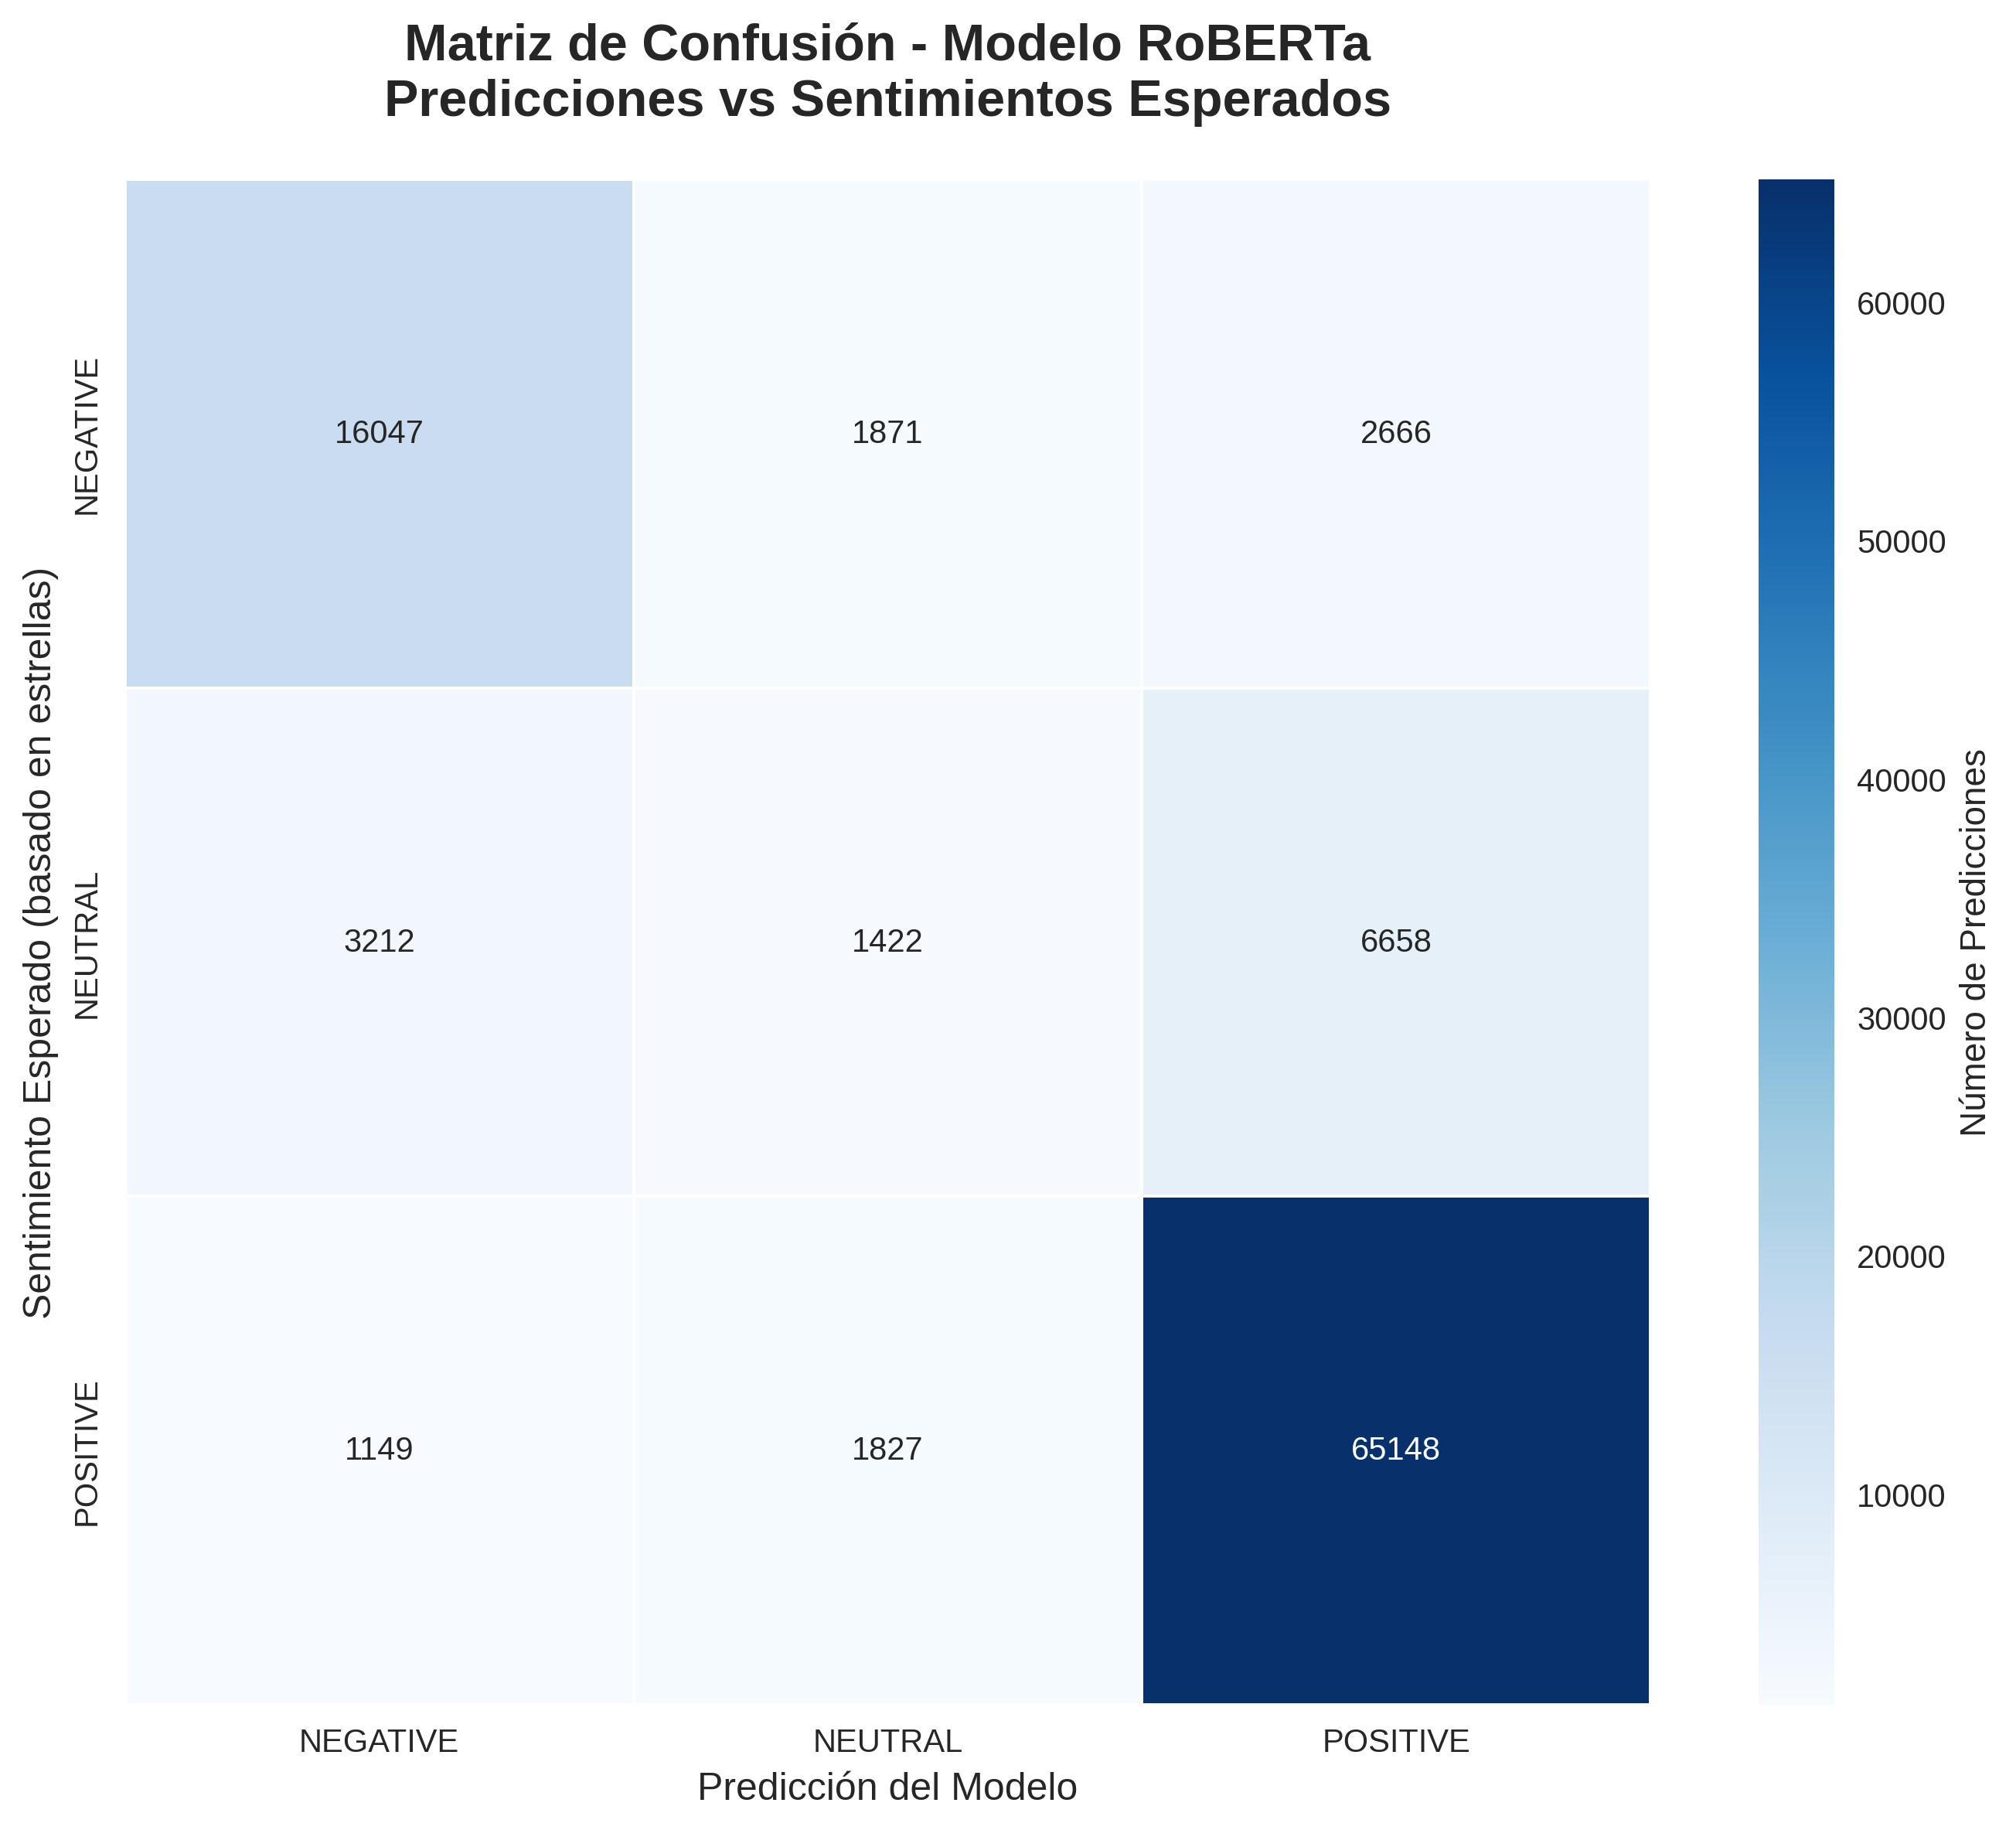 Matriz de Confusión - Modelo RoBERTa
Predicciones vs Sentimientos Esperados
Sentimiento Esperado (basado en estrellas)
NEGATIVE
16047 1871 2666
NEUTRAL
3212 1422 6658
POSITIVE
1149 1827 65148
NEGATIVE NEUTRAL POSITIVE
Predicción del Modelo
60000
50000
40000
30000
20000
10000
Número de Predicciones